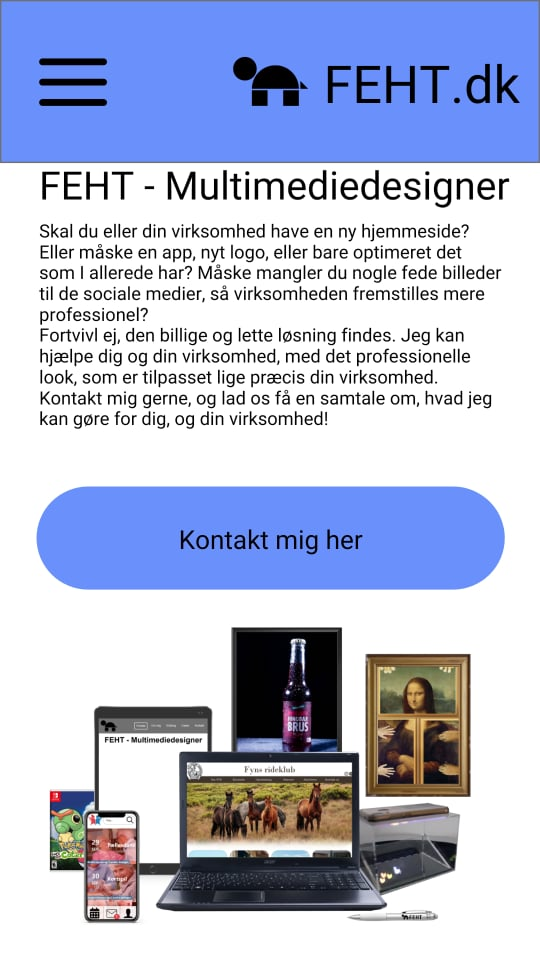 FEHT.dk
FEHT - Multimediedesigner
Skal du eller din virksomhed have en ny hjemmeside?
Eller måske en app, nyt logo, eller bare optimeret det
som I allerede har? Måske mangler du nogle fede billeder
til de sociale medier, så virksomheden fremstilles mere
professionel?
Fortvivl ej, den billige og lette løsning findes. Jeg kan
hjælpe dig og din virksomhed, med det professionelle
look, som er tilpasset lige præcis din virksomhed.
Kontakt mig gerne, og lad os få en samtale om, hvad jeg
kan gøre for dig, og din virksomhed!
Kontakt mig her
BRUS
FEHT - Multimediedesigner
Fyns rideklub
29
30
acer